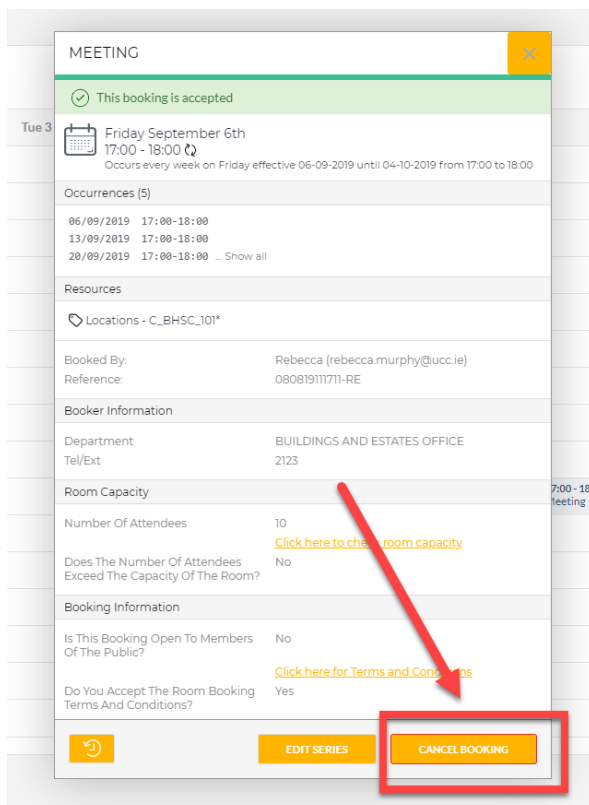 MEETING
This booking is accepted
Tue 3
Friday September 6th
17:00 - 18:00
Occurs every week on Friday effective 06-09-2019 until 04-10-2019 from 17:00 to 18:00
Occurrences (5)
06/09/2019 17:00-18:00
13/09/2019 17:00-18:00
20/09/2019 17:00-18:00 ... Show all
Resources
Locations - C_BHSC_101*
Booked By: Rebecca (rebecca.murphy@ucc.ie)
Reference: 080819111711-RE
Booker Information
Department BUILDINGS AND ESTATES OFFICE
Tel/Ext 2123
Room Capacity
7:00 - 18
Meeting
Number Of Attendees 10
Click here to check room capacity
Does The Number Of Attendees No
Exceed The Capacity Of The Room?
Booking Information
Is This Booking Open To Members No
Of The Public?
Click here for Terms and Conditions
Do You Accept The Room Booking Yes
Terms And Conditions?
EDIT SERIES
CANCEL BOOKING